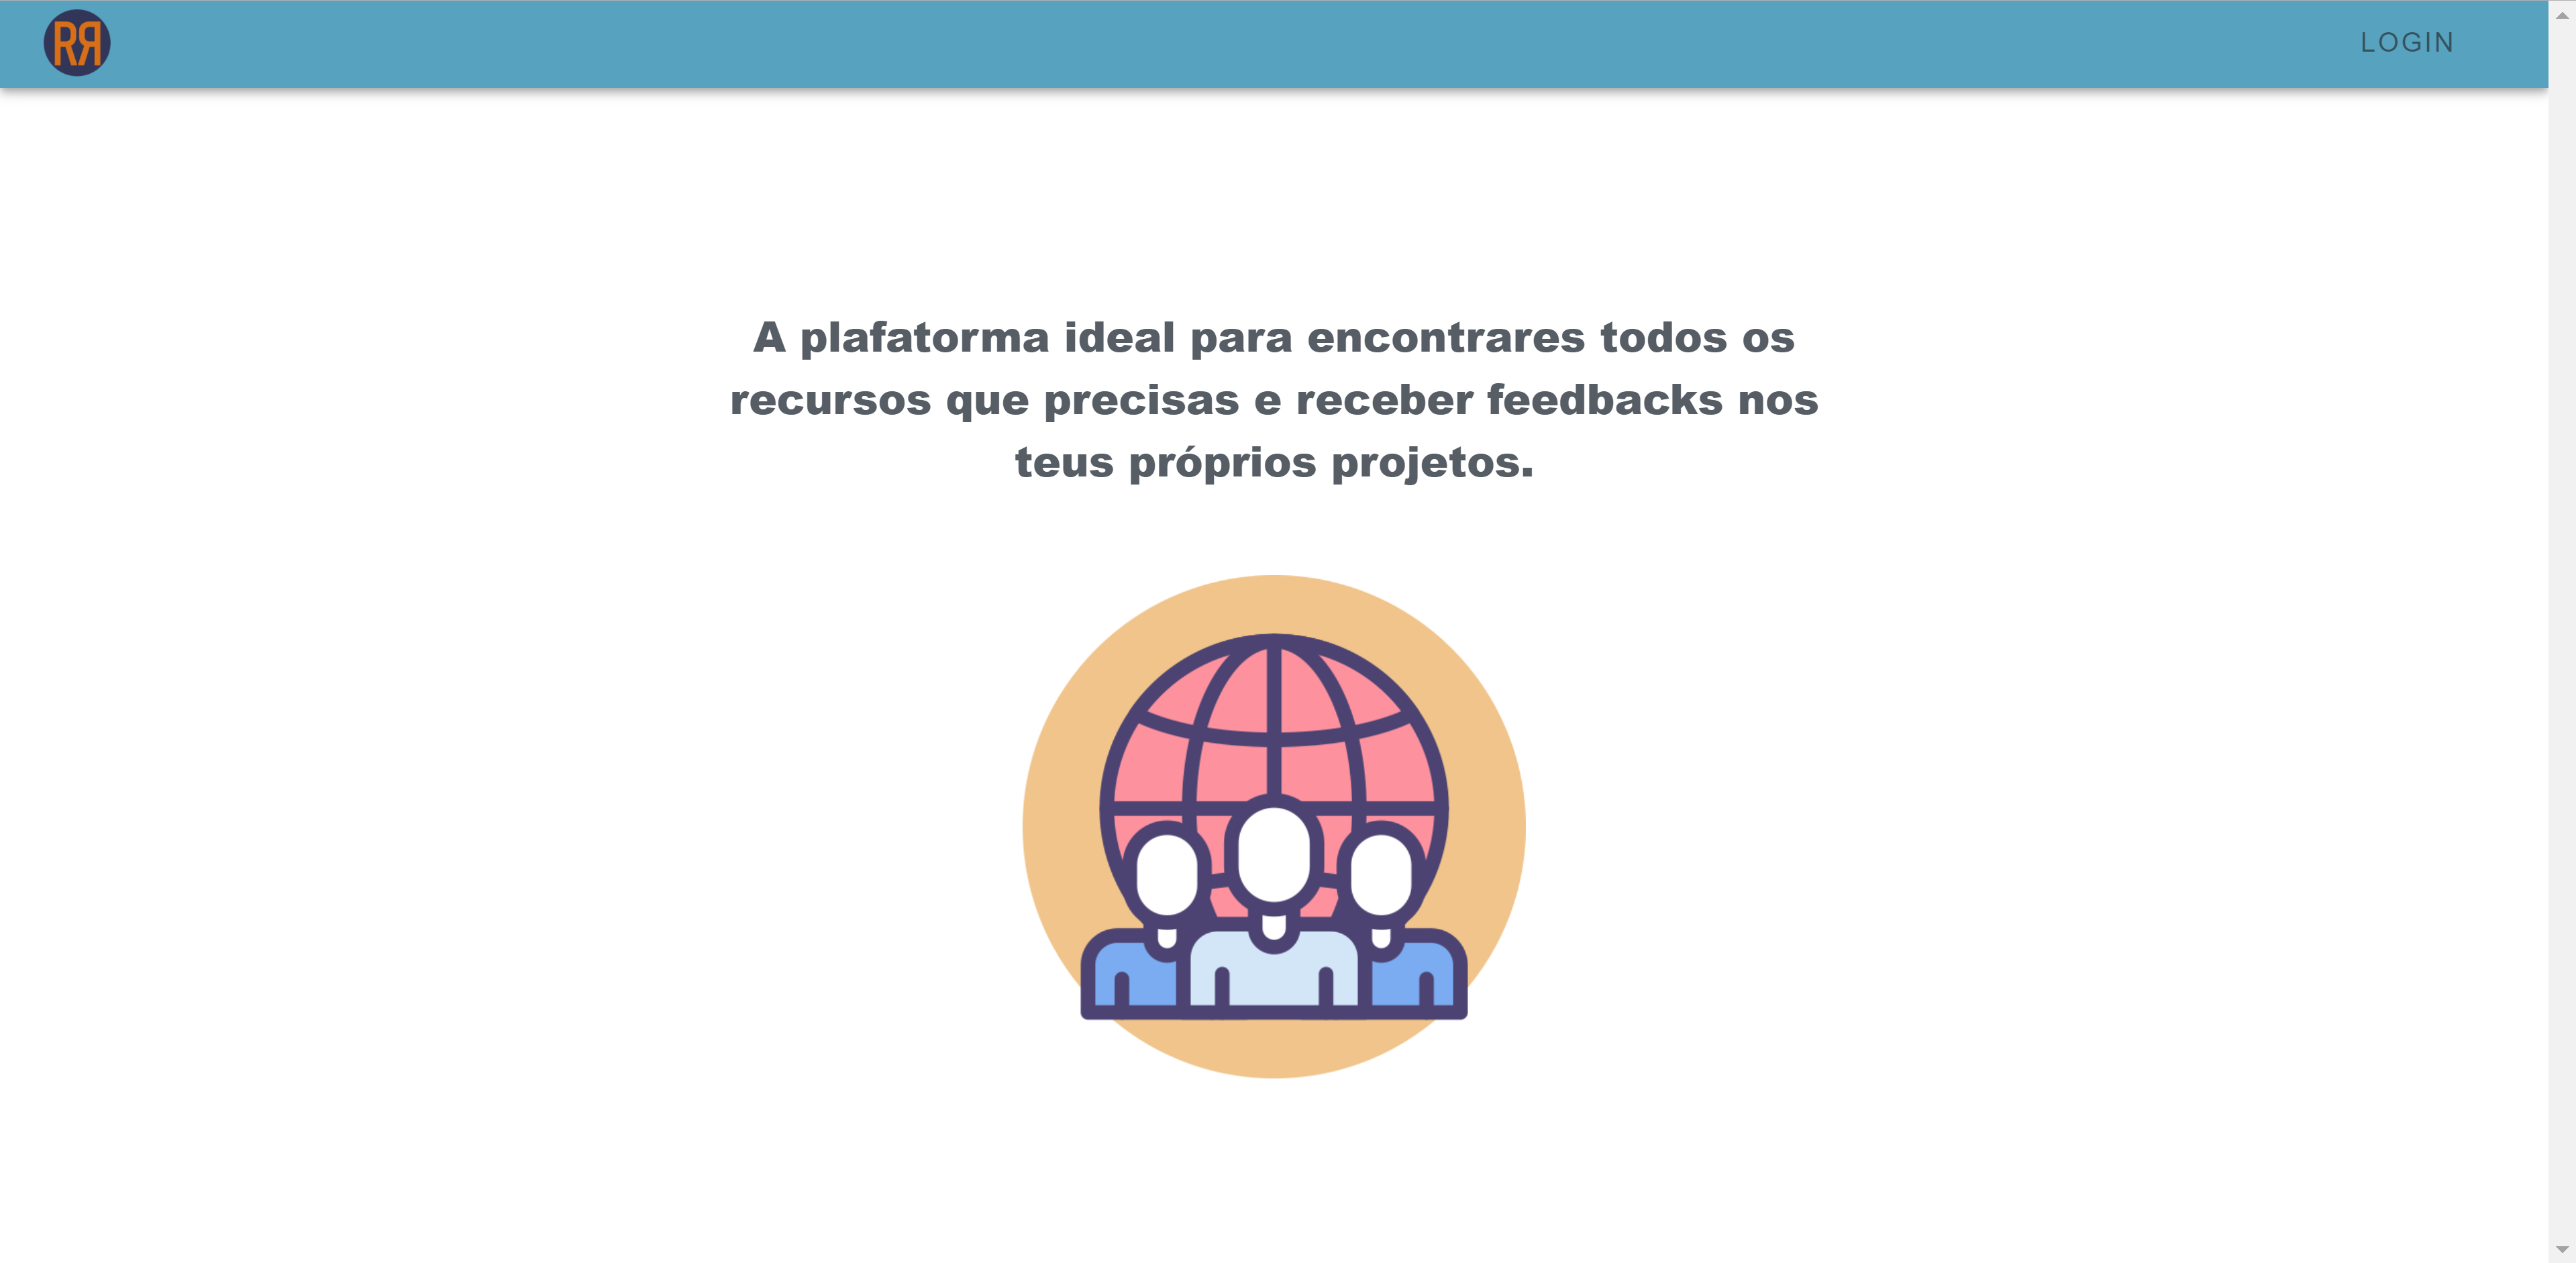 RR
LOGIN
A plafatorma ideal para encontrares todos os
recursos que precisas e receber feedbacks nos
teus próprios projetos.